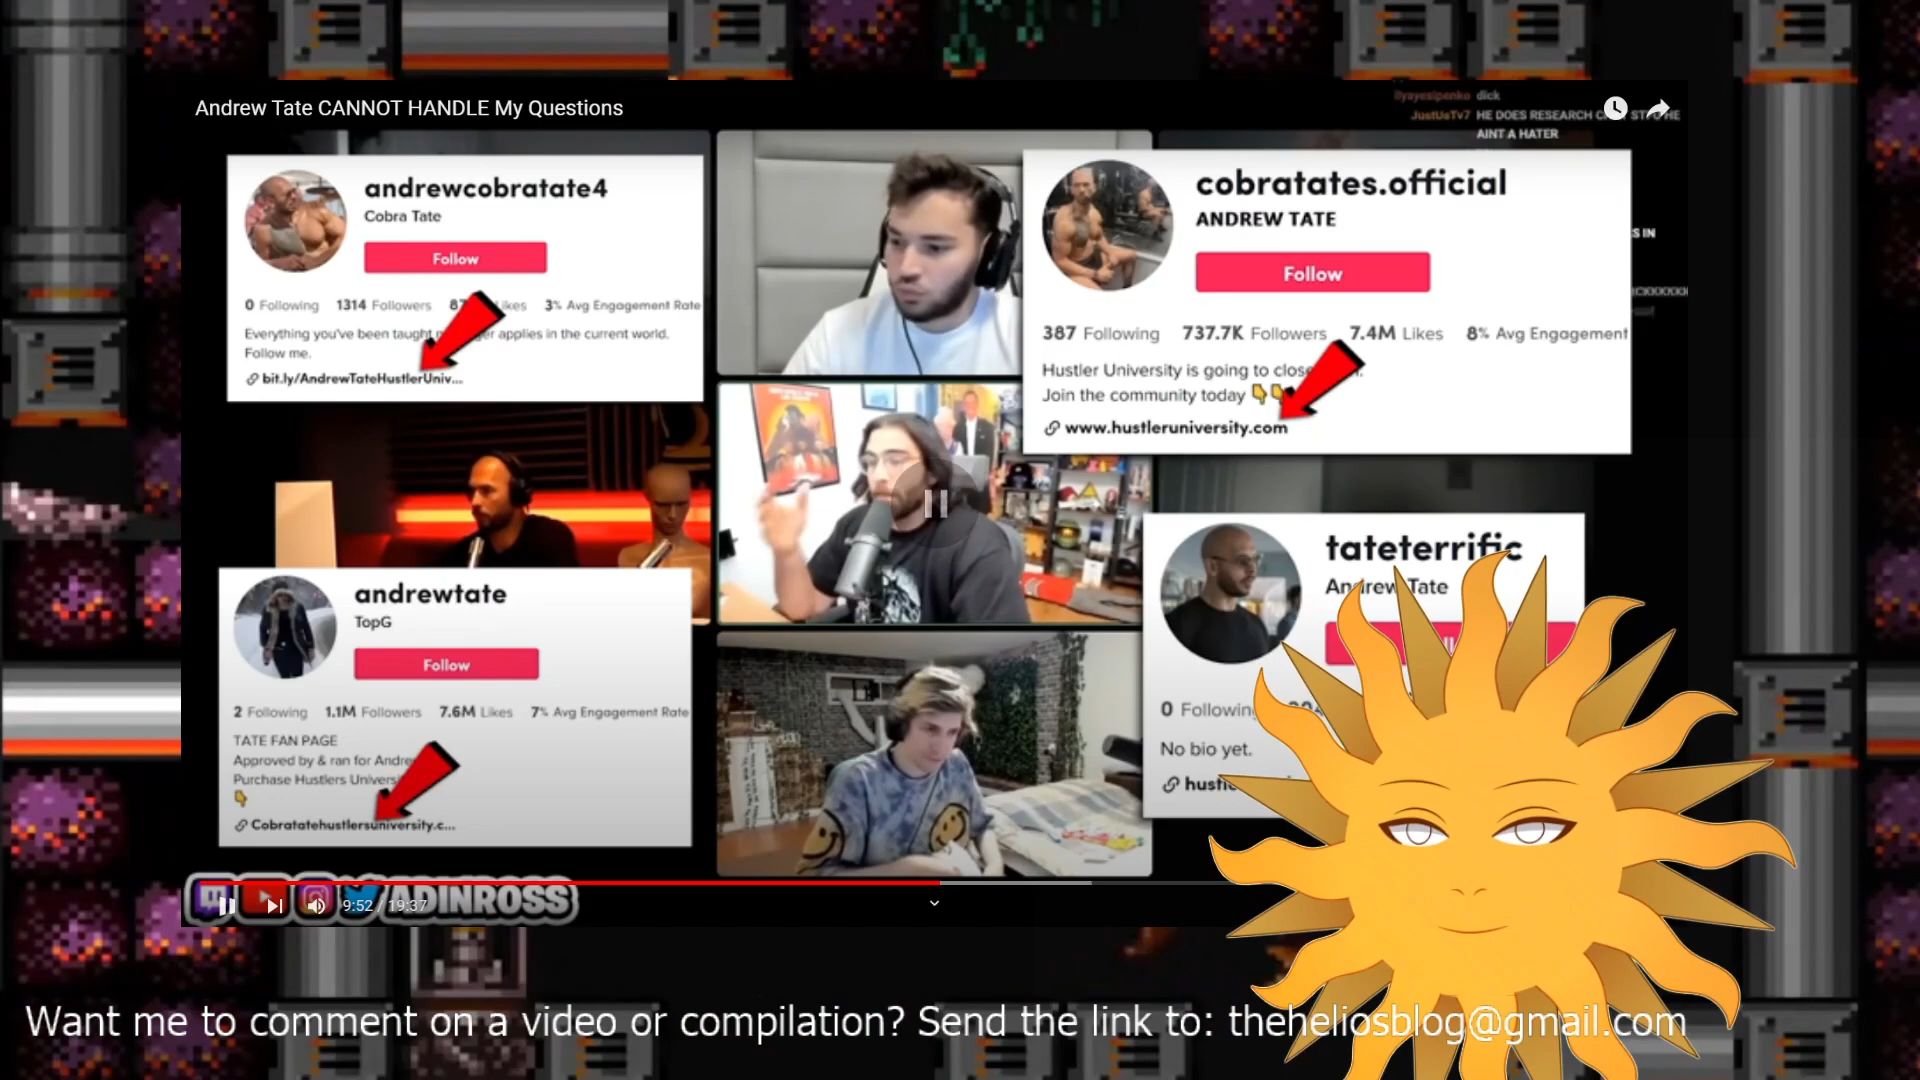 Andrew Tate CANNOT HANDLE My Questions
dick
JustUsTv7 HE DOES RESEARCH
AINT A HATER
andrewcobratate4
Cobra Tate
Follow
0 Following 1314 Followers 3% Avg Engagement Rate
Everything you've been taught applies in the current world.
Follow me.
bit.ly/AndrewTateHustlerUniv...
cobratates.official
ANDREW TATE
Follow
387 Following 737.7K Followers 7.4M Likes 8% Avg Engagement
Hustler University is going to close
Join the community today
www.hustleruniversity.com
S IN
andrewtate
TopG
Follow
2 Following 1.1M Followers 7.6M Likes 7% Avg Engagement Rate
TATE FAN PAGE
Approved by & ran for
Purchase Hustlers
Cobratatehustlersuniversity.c...
tateterrific
Andrew Tate
0 Following
No bio yet.
/ADINROSS
9:52 / 19:37
Want me to comment on a video or compilation? Send the link to: theheliosblog@gmail.com